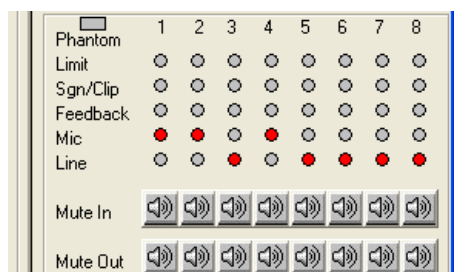 Phantom 1 2 3 4 5 6 7 8
Limit
Sgn/Clip
Feedback
Mic
Line
Mute In
Mute Out